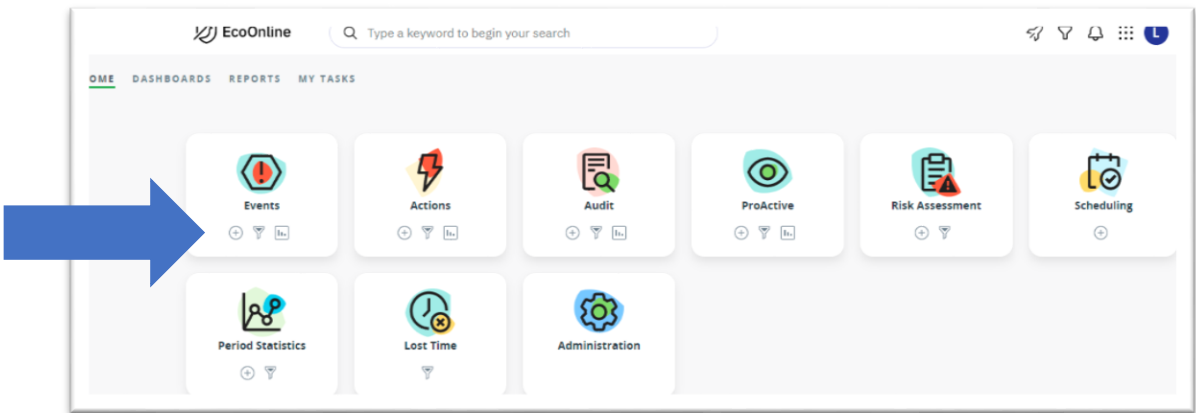 EcoOnline Type a keyword to begin your search L
OME DASHBOARDS REPORTS MY TASKS
Events Actions Audit ProActive Risk Assessment Scheduling
Period Statistics Lost Time Administration